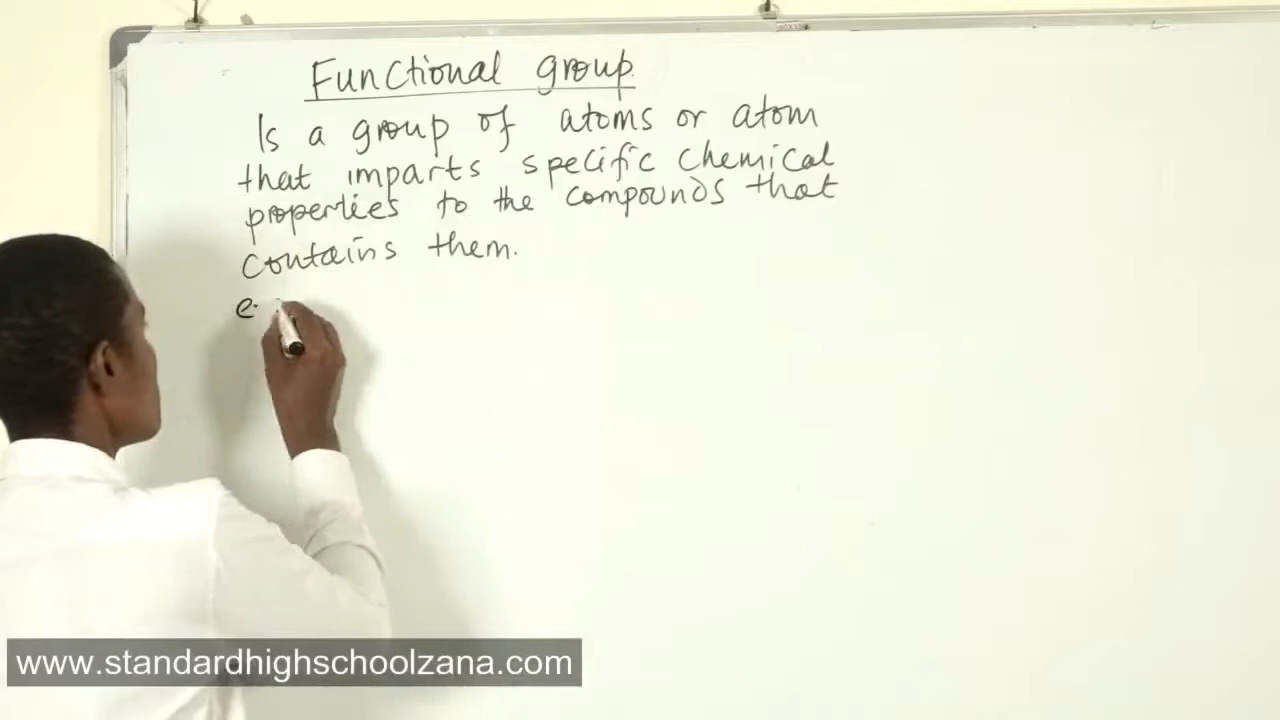 Functional group.
Is a group of atoms or atom
that imparts specific chemical
properties to the compounds that
contains them.
e.
www.standardhighschoolzana.com